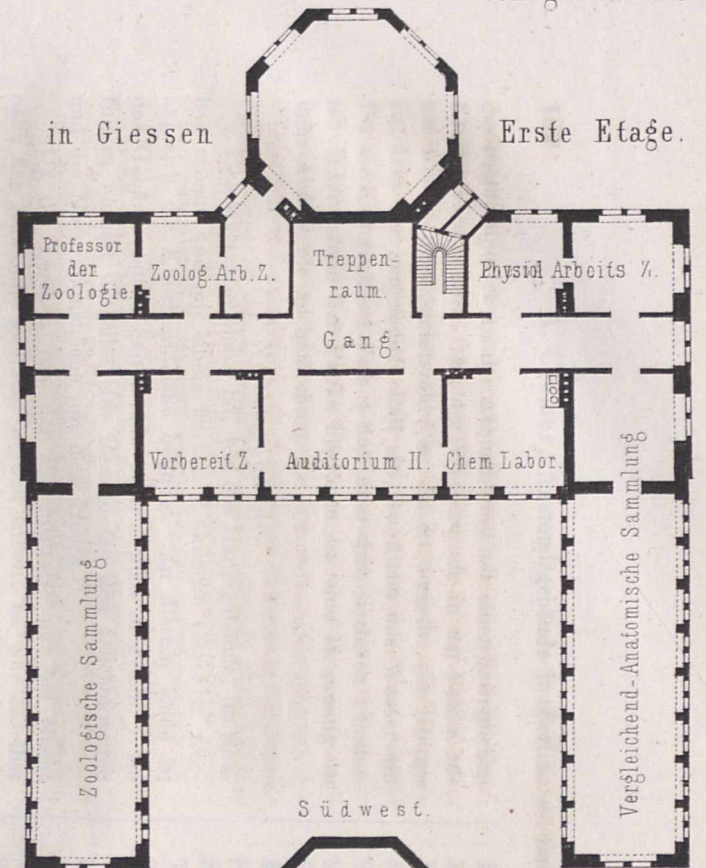 in Giessen
Erste Etage.
Professor
der
Zoologie
Zoolog. Arb. Z.
Treppen-
raum.
Physiol Arbeits Z.
Gang.
Vorbereit Z.
Auditorium II.
Chem Labor.
Zoologische Sammlung.
Vergleichend-Anatomische Sammlung
Südwest.